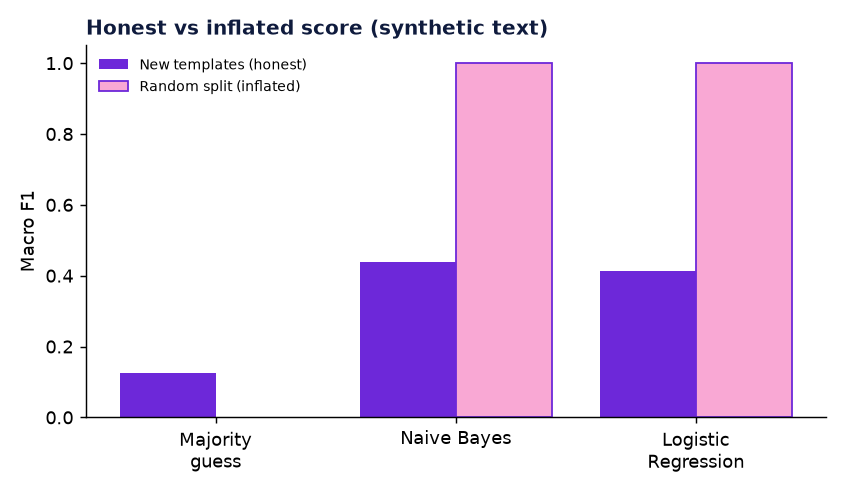 Honest vs inflated score (synthetic text)
New templates (honest)
Random split (inflated)
Macro F1
1.0
0.8
0.6
0.4
0.2
0.0
Majority
guess
Naive Bayes
Logistic
Regression